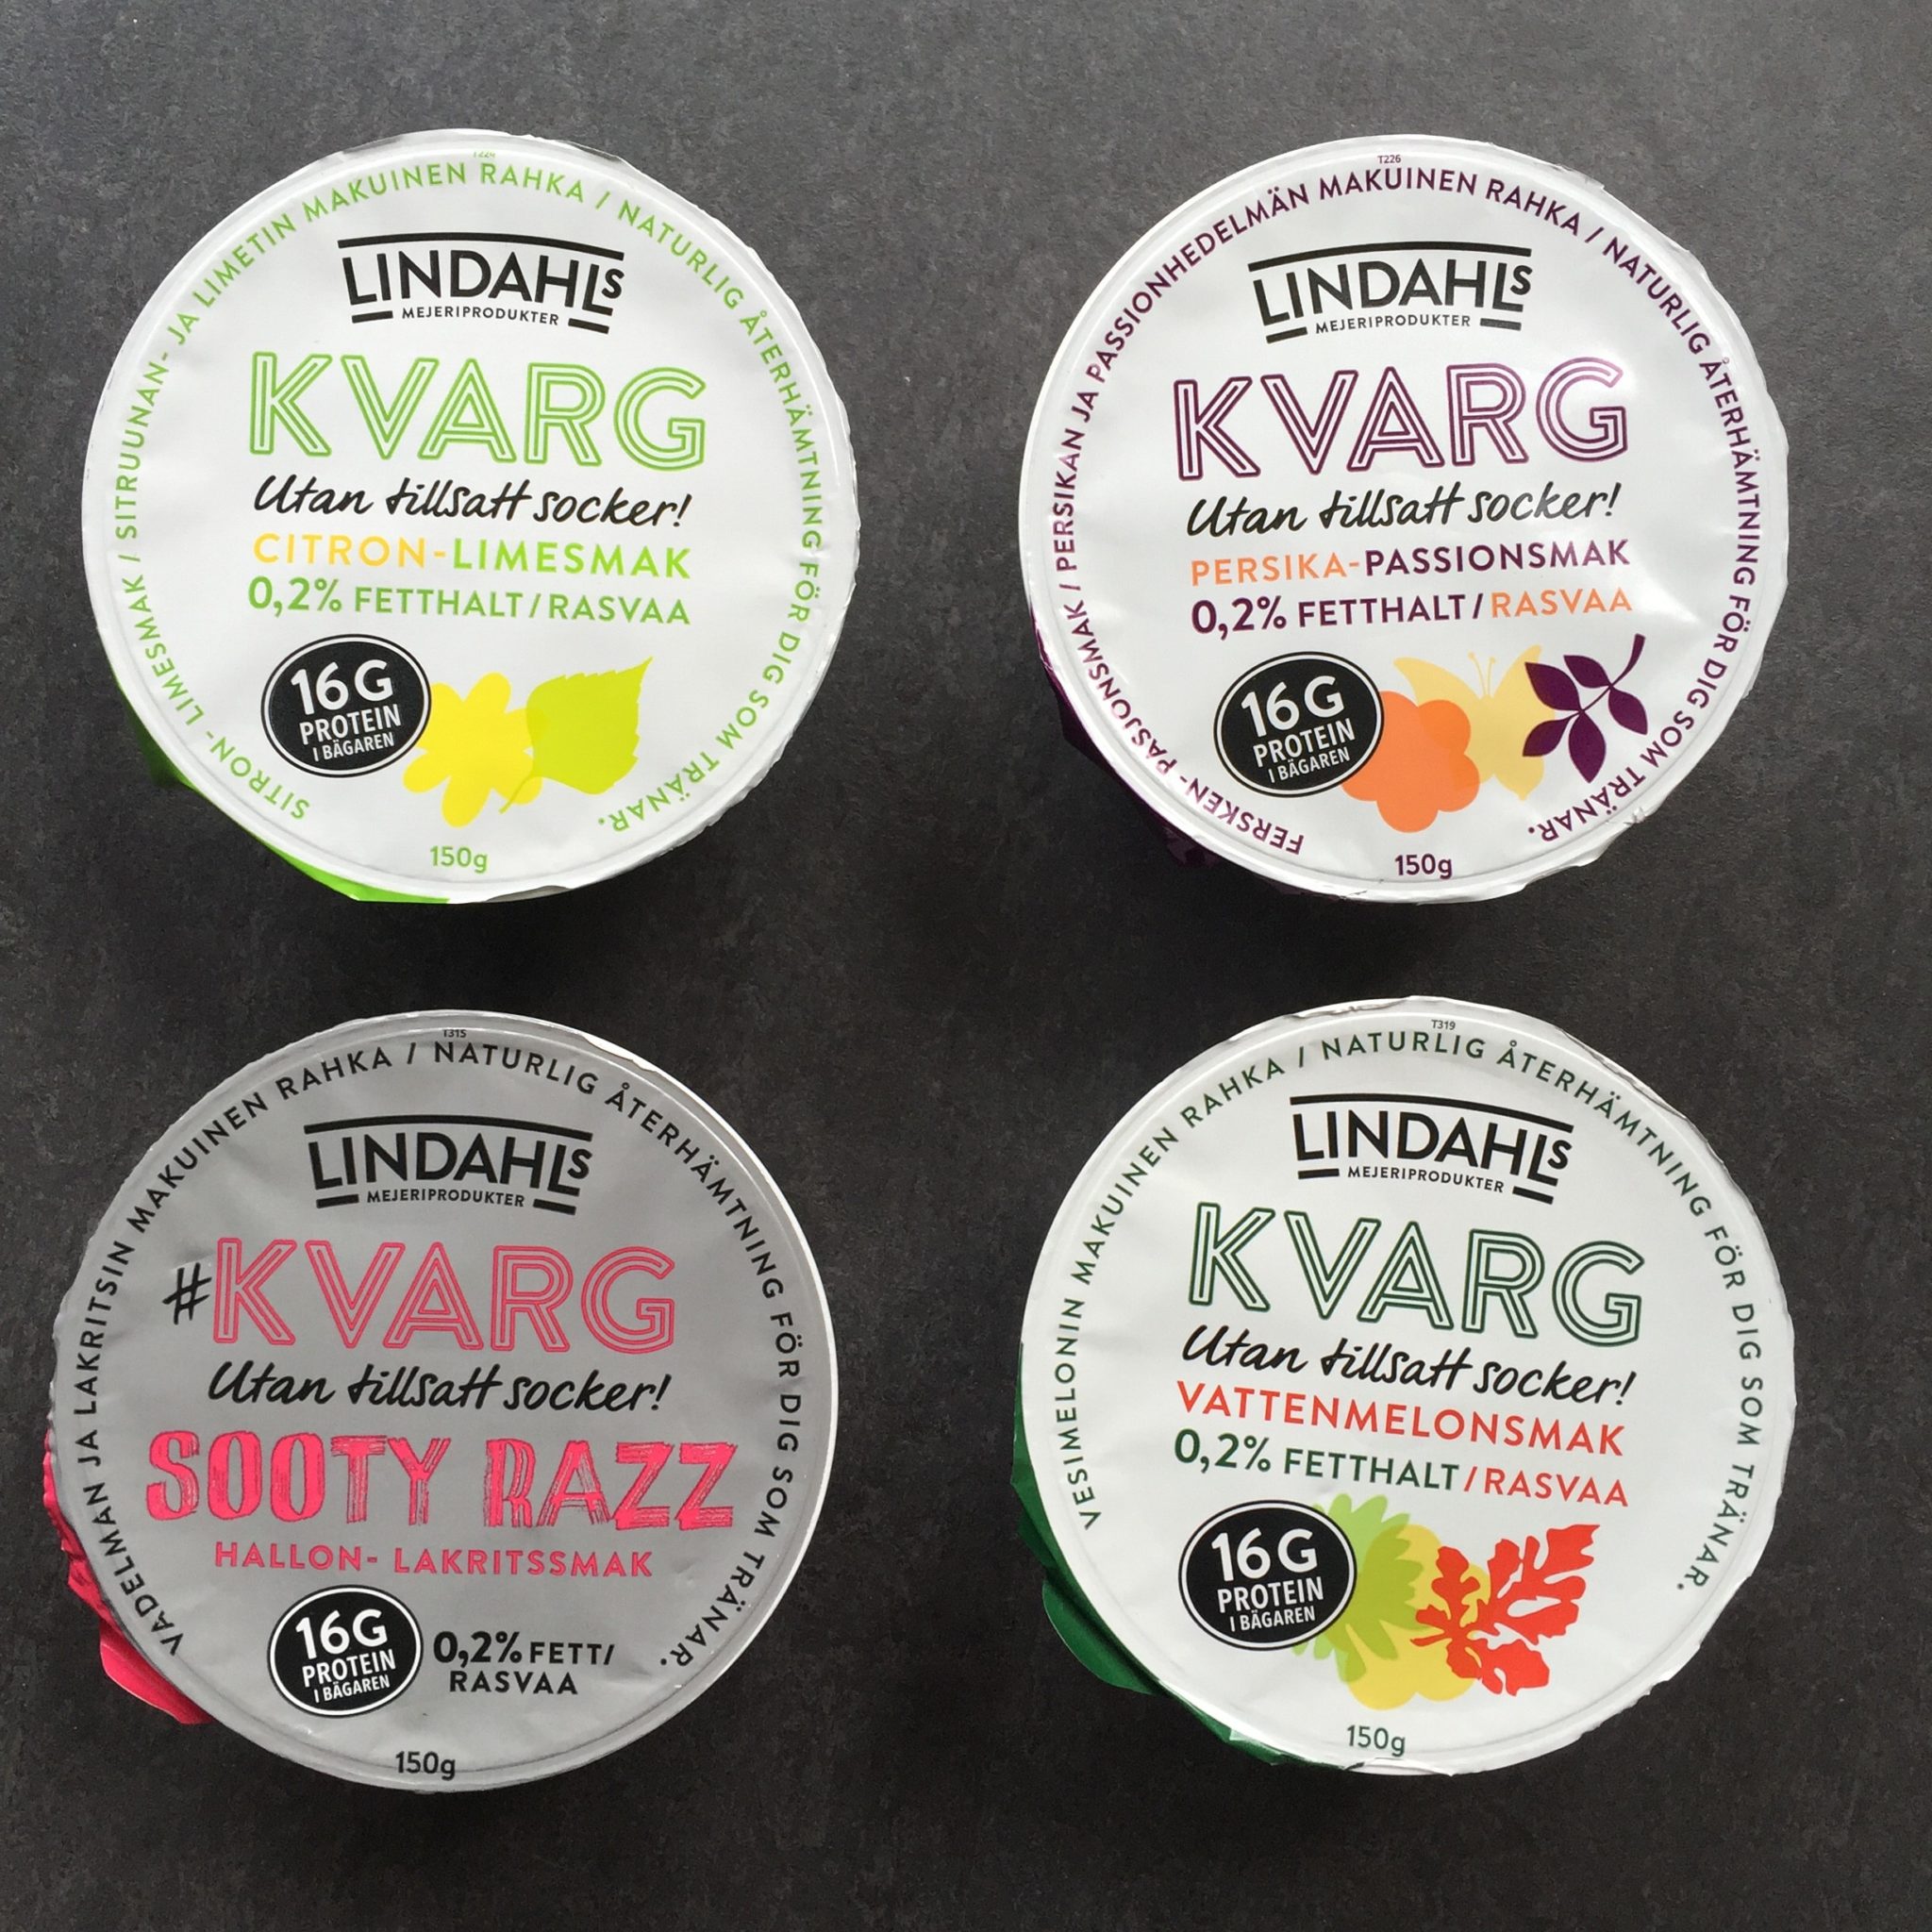 T224
SITRON- LIMESMAK / SITRUUNAN- JA LIMETIN MAKUINEN RAHKA / NATURLIG ÅTERHÄMTNING FÖR DIG SOM TRÄNAR.
LINDAHLS
MEJERIPRODUKTER
KVARG
Utan tillsatt socker!
CITRON-LIMESMAK
0,2% FETTHALT/RASVAA
16G
PROTEIN
I BÄGAREN
150g
T226
FERSKEN- PASJONSMAK / PERSIKAN JA PASSIONHEDELMÄN MAKUINEN RAHKA / NATURLIG ÅTERHÄMTNING FÖR DIG SOM TRÄNAR.
LINDAHLS
MEJERIPRODUKTER
KVARG
Utan tillsatt socker!
PERSIKA-PASSIONSMAK
0,2% FETTHALT/RASVAA
16G
PROTEIN
I BÄGAREN
150g
T315
VADELMAN JA LAKRITSIN MAKUINEN RAHKA / NATURLIG ÅTERHÄMTNING FÖR DIG SOM TRÄNAR.
LINDAHLS
MEJERIPRODUKTER
#KVARG
Utan tillsatt socker!
SOOTY RAZZ
HALLON- LAKRITSSMAK
16G
PROTEIN
I BÄGAREN
0,2% FETT/
RASVAA
150g
T319
VESIMELONIN MAKUINEN RAHKA / NATURLIG ÅTERHÄMTNING FÖR DIG SOM TRÄNAR.
LINDAHLS
MEJERIPRODUKTER
KVARG
Utan tillsatt socker!
VATTENMELONSMAK
0,2% FETTHALT/RASVAA
16G
PROTEIN
I BÄGAREN
150g